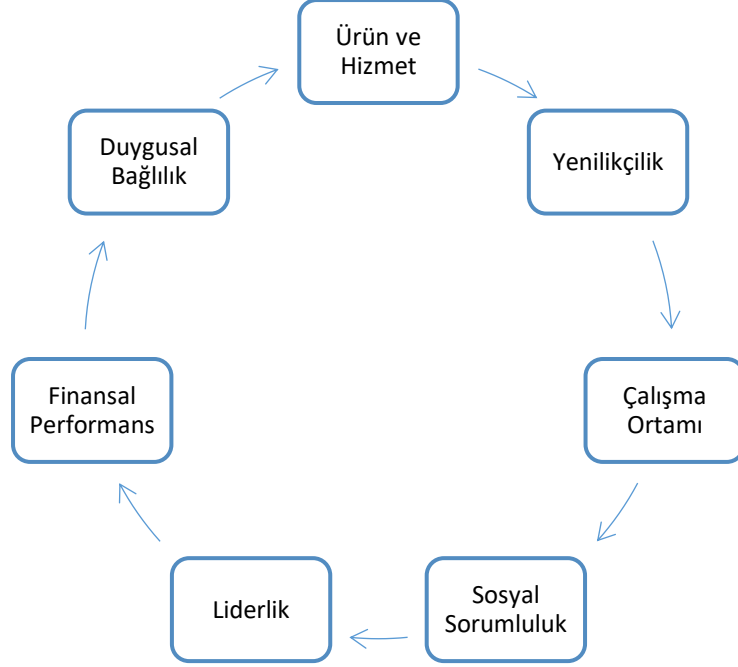 Ürün ve
Hizmet
Yenilikçilik
Çalışma
Ortamı
Sosyal
Sorumluluk
Liderlik
Finansal
Performans
Duygusal
Bağlılık